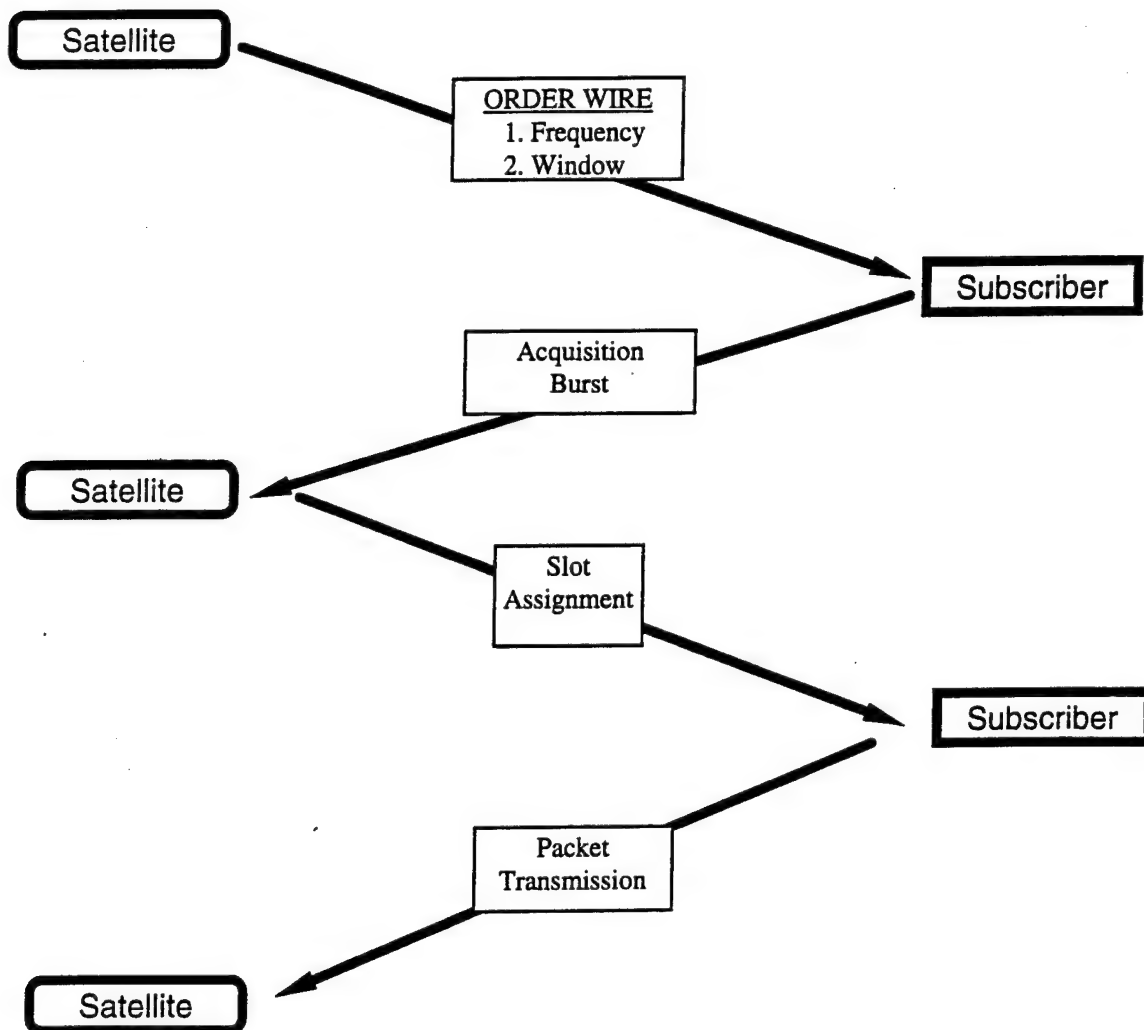 Satellite
ORDER WIRE
1. Frequency
2. Window
Subscriber
Acquisition
Burst
Satellite
Slot
Assignment
Subscriber
Packet
Transmission
Satellite